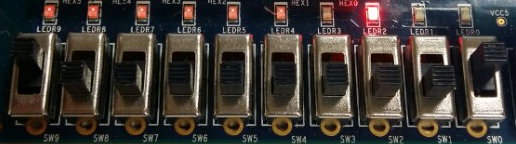 HEX5 HEX4 HEX3 HEX2 HEX1 HEX0
VCC5
LEDR9 LEDR8 LEDR7 LEDR6 LEDR5 LEDR4 LEDR3 LEDR2 LEDR1 LEDR0
SW9 SW8 SW7 SW6 SW5 SW4 SW3 SW2 SW1 SW0